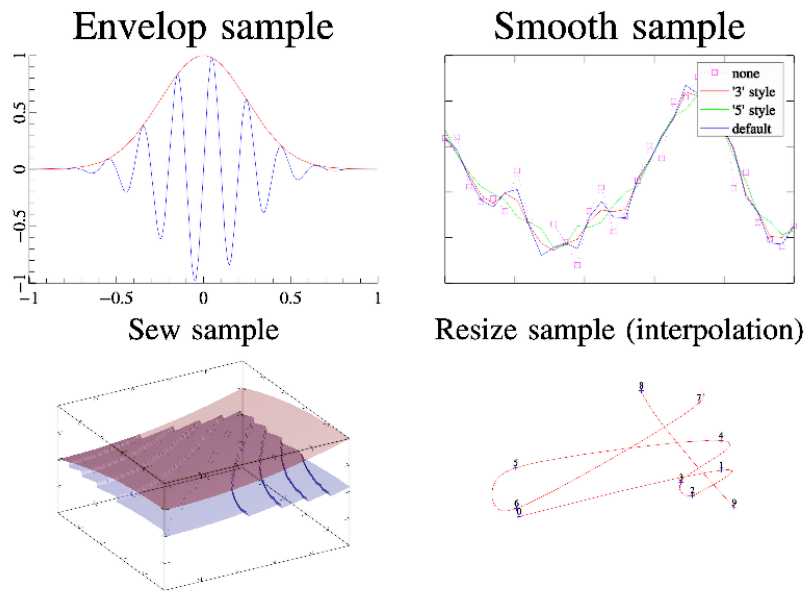 Envelop sample
Smooth sample
1
0.5
0
−0.5
−1
−1
−0.5
0
0.5
1
none
'3' style
'5' style
default
Sew sample
Resize sample (interpolation)
8
7
4
5
1
3
2
6
0
9